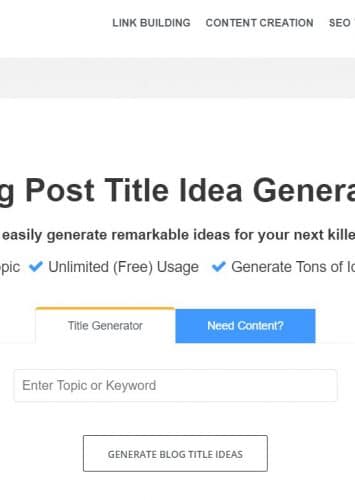 LINK BUILDING CONTENT CREATION SEO
g Post Title Idea Genera
easily generate remarkable ideas for your next kille
opic Unlimited (Free) Usage Generate Tons of Id
Title Generator Need Content?
Enter Topic or Keyword
GENERATE BLOG TITLE IDEAS